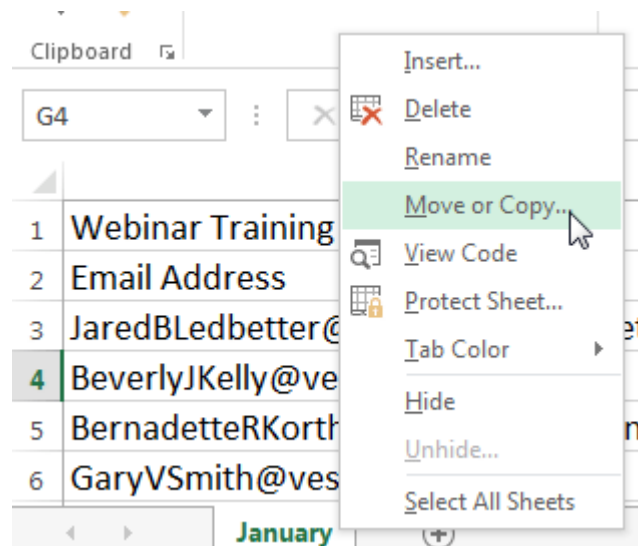 Clipboard
G4
Insert...
Delete
Rename
Move or Copy...
View Code
Protect Sheet...
Tab Color
Hide
Unhide...
Select All Sheets
1 Webinar Training
2 Email Address
3 JaredBLedbetter@
4 BeverlyJKelly@ve
5 BernadetteRKorth
6 GaryVSmith@ves
January